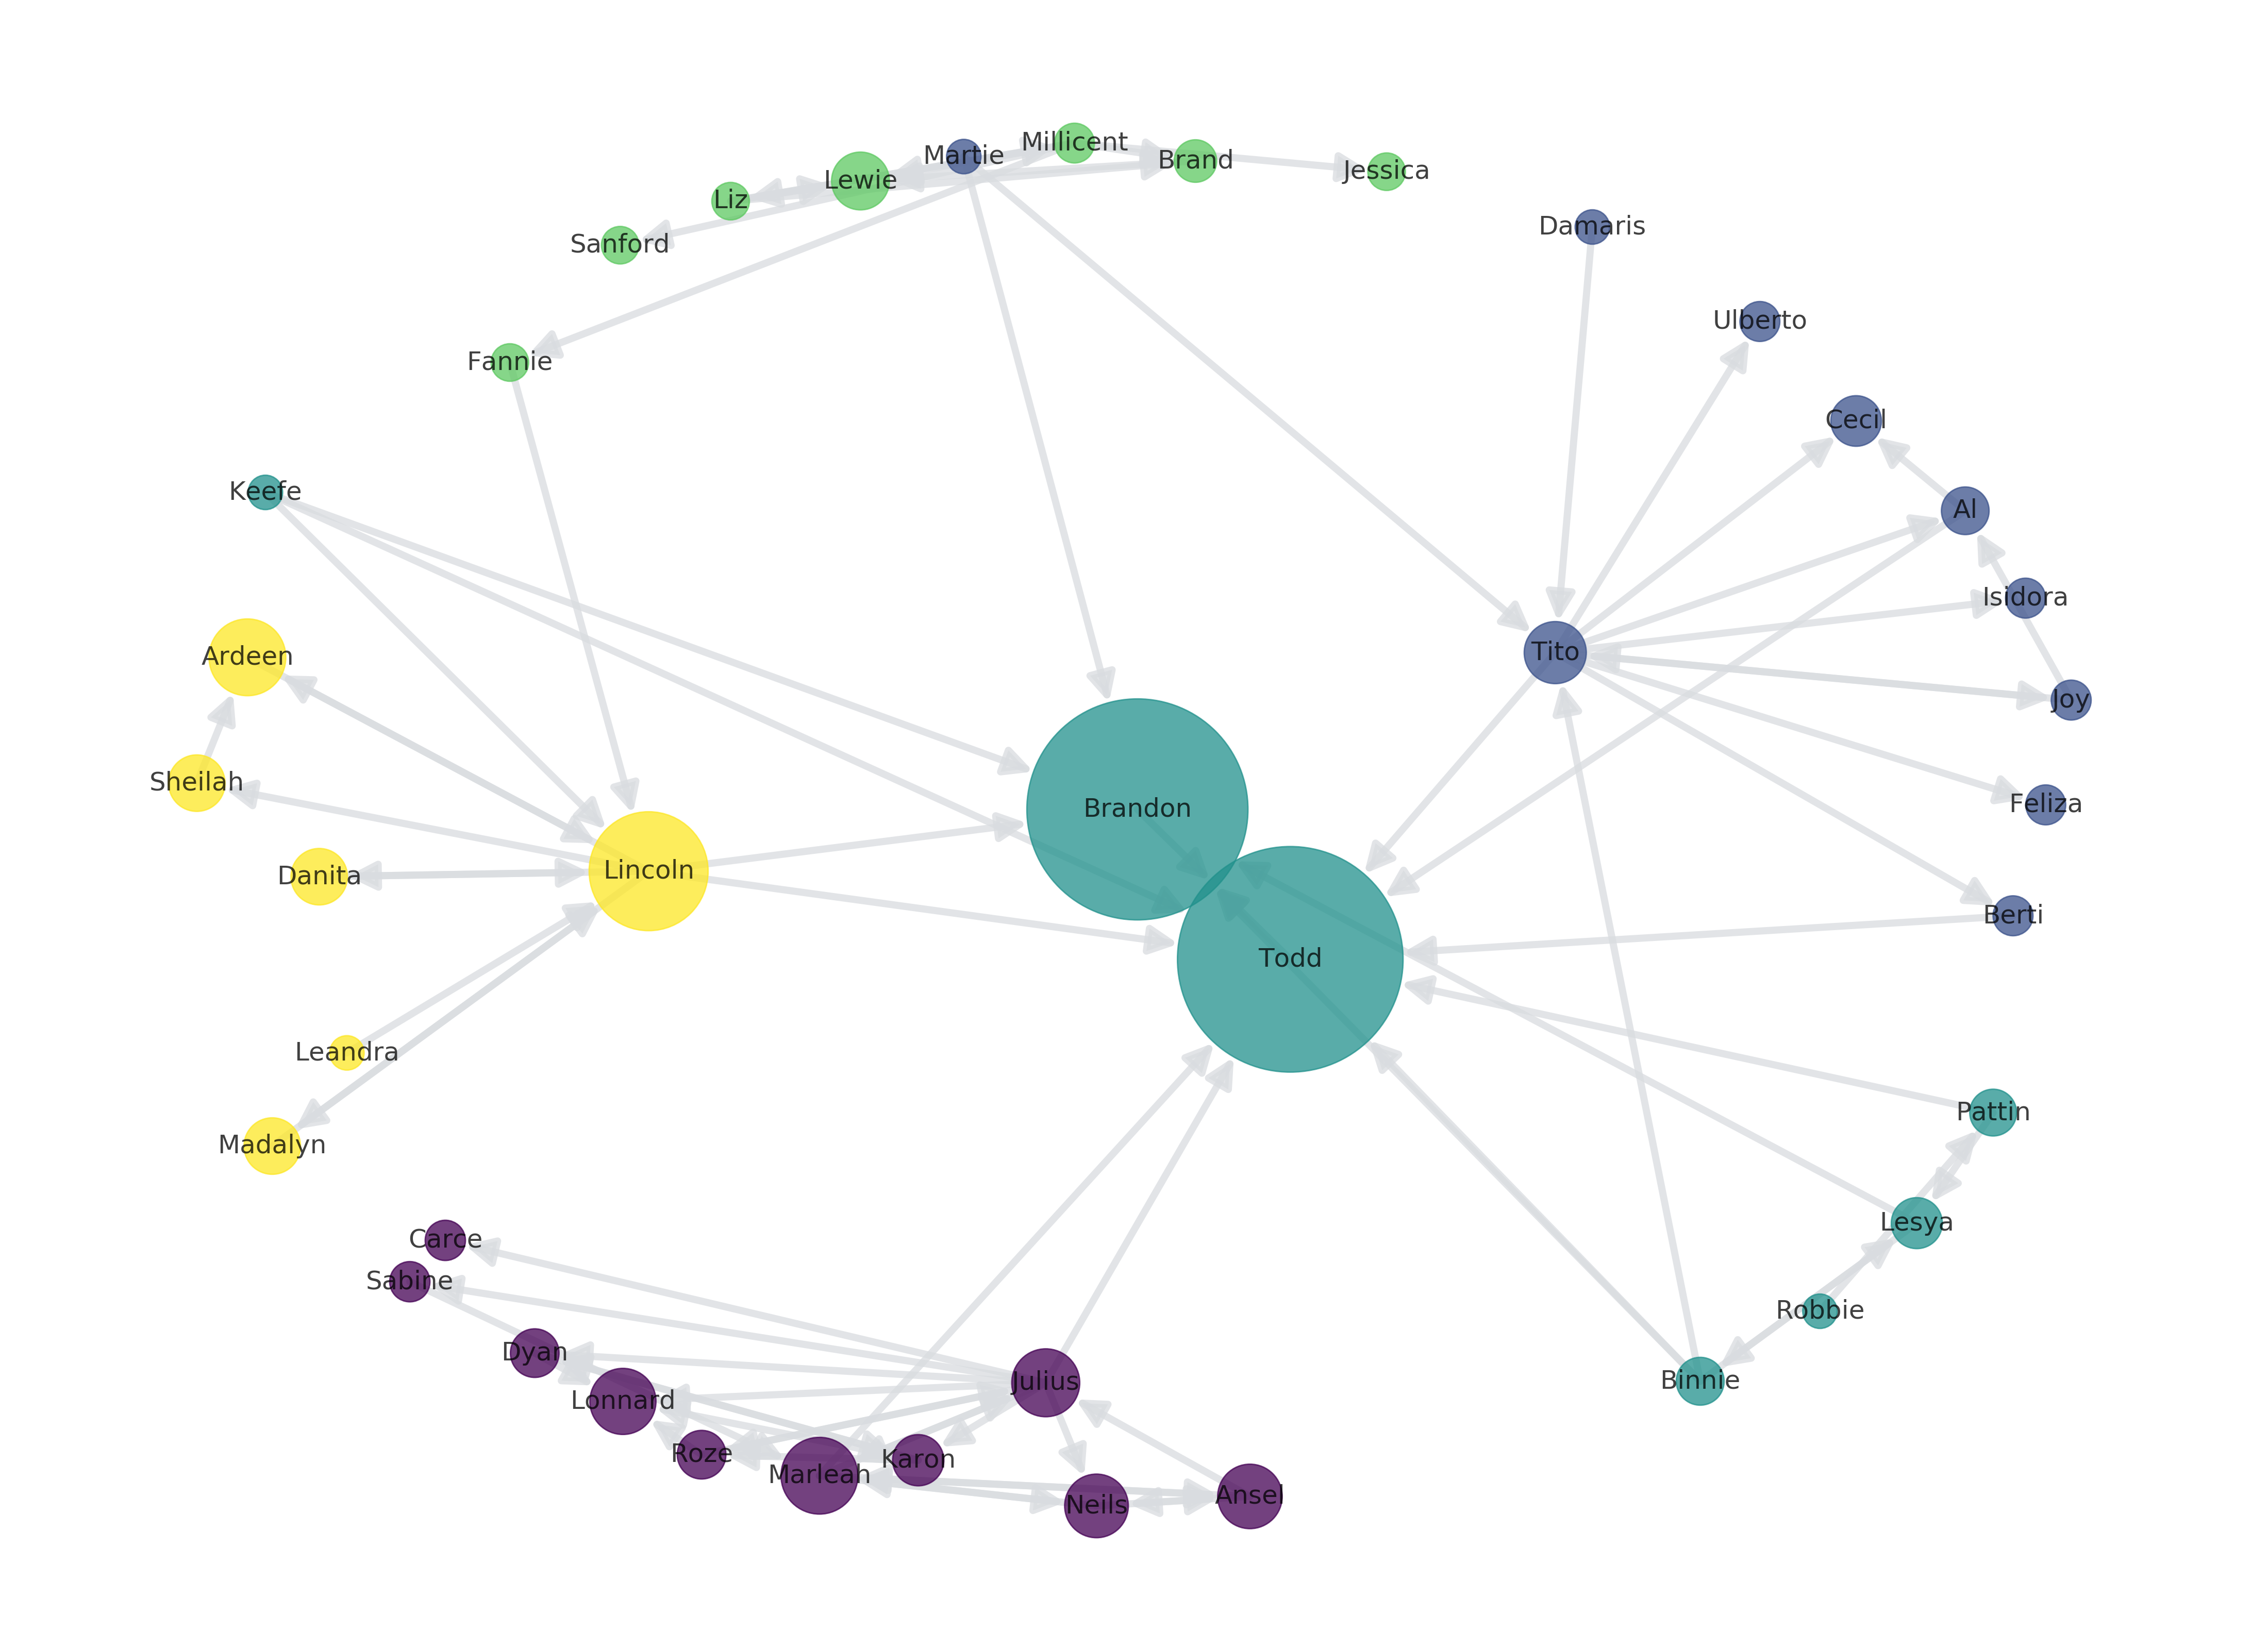 Millicent
Martie
Brand
Jessica
Lewie
Liz
Damaris
Sanford
Ulberto
Fannie
Cecil
Keefe
Al
Isidora
Tito
Ardeen
Joy
Sheilah
Feliza
Brandon
Lincoln
Danita
Berti
Todd
Leandra
Pattin
Madalyn
Lesya
Carce
Sabine
Robbie
Dyan
Julius
Binnie
Lonnard
Roze
Karon
Marleah
Ansel
Neils